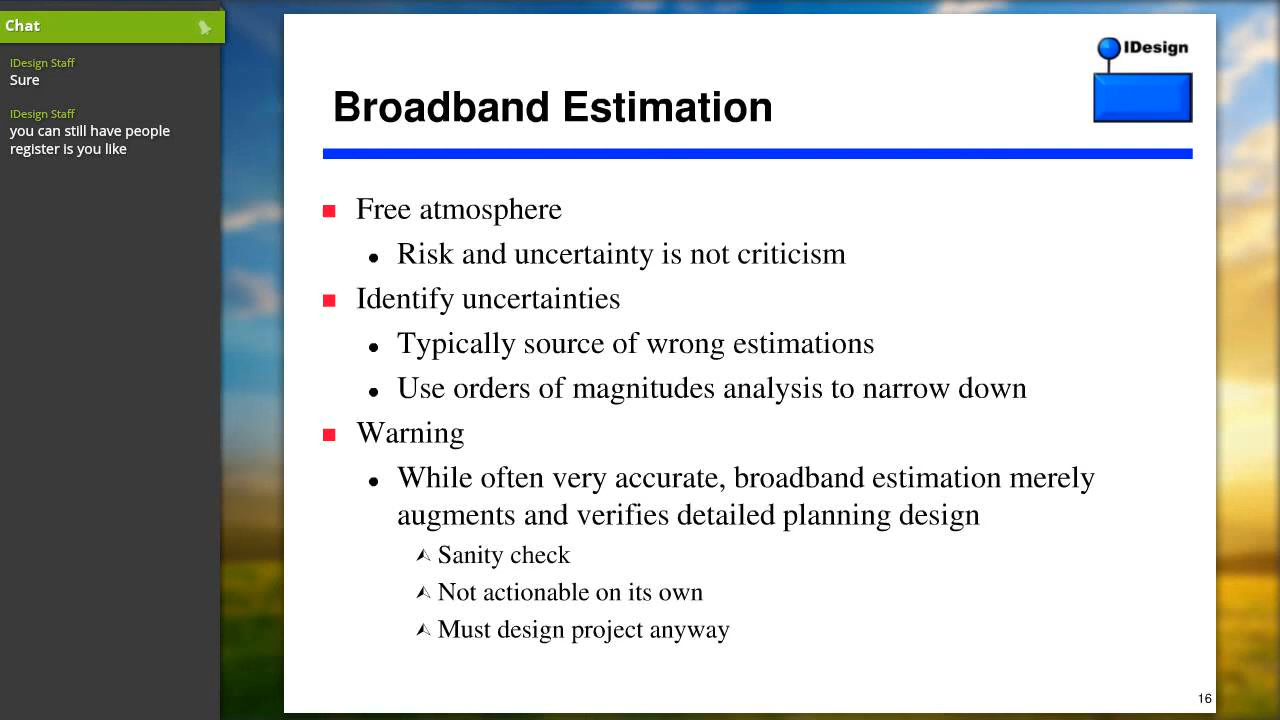 Chat
IDesign Staff
Sure
IDesign Staff
you can still have people
register is you like
IDesign
Broadband Estimation
Free atmosphere
Risk and uncertainty is not criticism
Identify uncertainties
Typically source of wrong estimations
Use orders of magnitudes analysis to narrow down
Warning
While often very accurate, broadband estimation merely
augments and verifies detailed planning design
Sanity check
Not actionable on its own
Must design project anyway
16